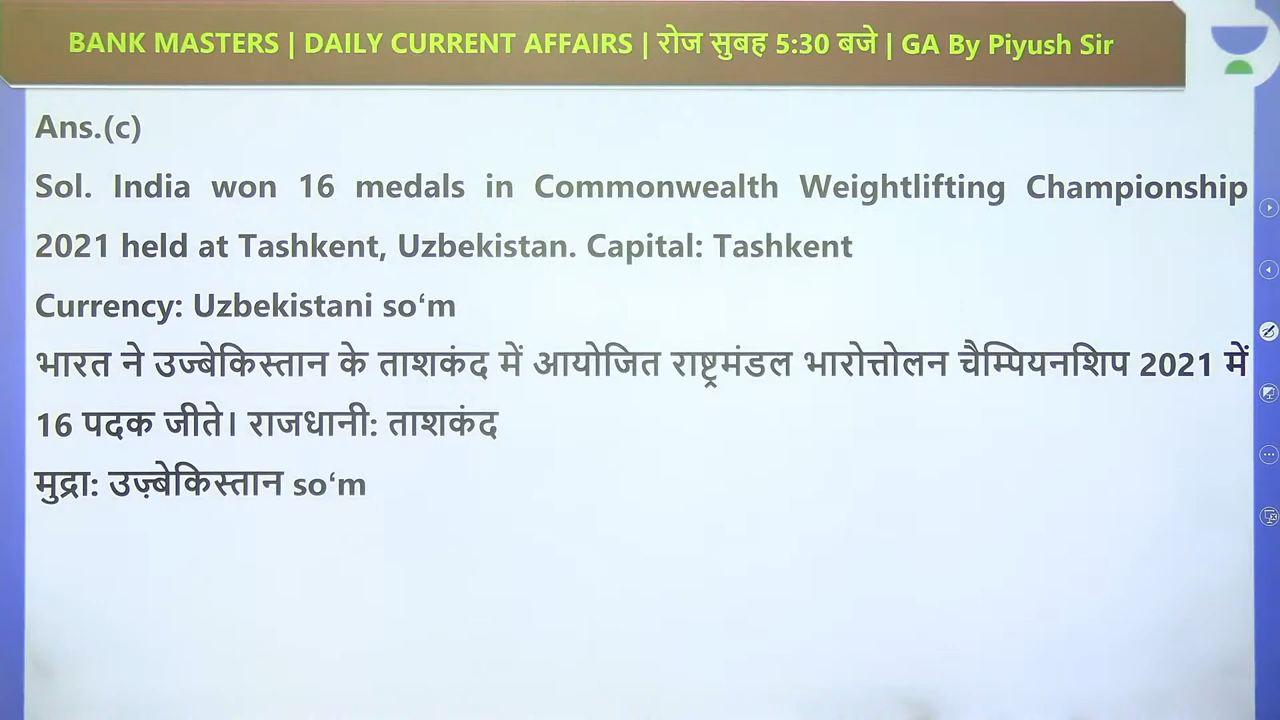 BANK MASTERS | DAILY CURRENT AFFAIRS | रोज सुबह 5:30 बजे | GA By Piyush Sir
Ans.(c)
Sol. India won 16 medals in Commonwealth Weightlifting Championship
2021 held at Tashkent, Uzbekistan. Capital: Tashkent
Currency: Uzbekistani soʻm
भारत ने उज्बेकिस्तान के ताशकंद में आयोजित राष्ट्रमंडल भारोत्तोलन चैम्पियनशिप 2021 में
16 पदक जीते। राजधानी: ताशकंद
मुद्रा: उज़्बेकिस्तान soʻm